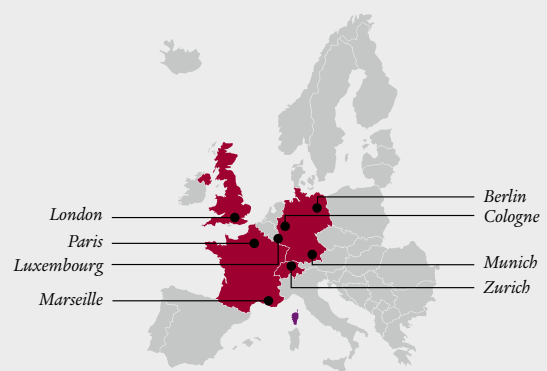 London
Paris
Luxembourg
Marseille
Berlin
Cologne
Munich
Zurich